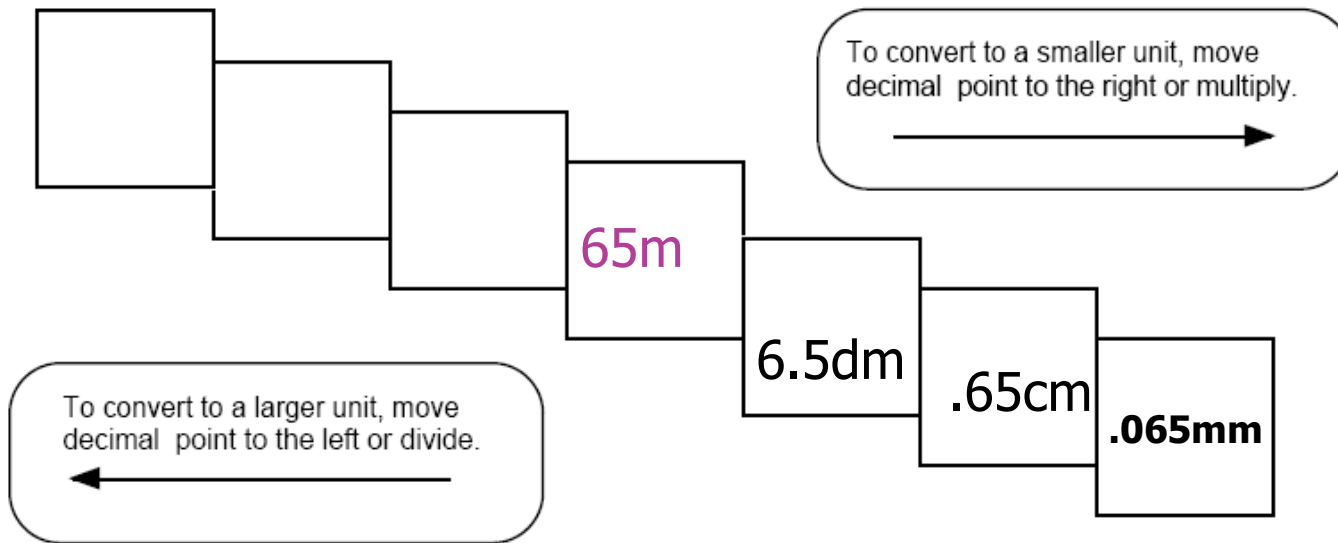 To convert to a smaller unit, move
decimal point to the right or multiply.
65m
6.5dm
.65cm
.065mm
To convert to a larger unit, move
decimal point to the left or divide.